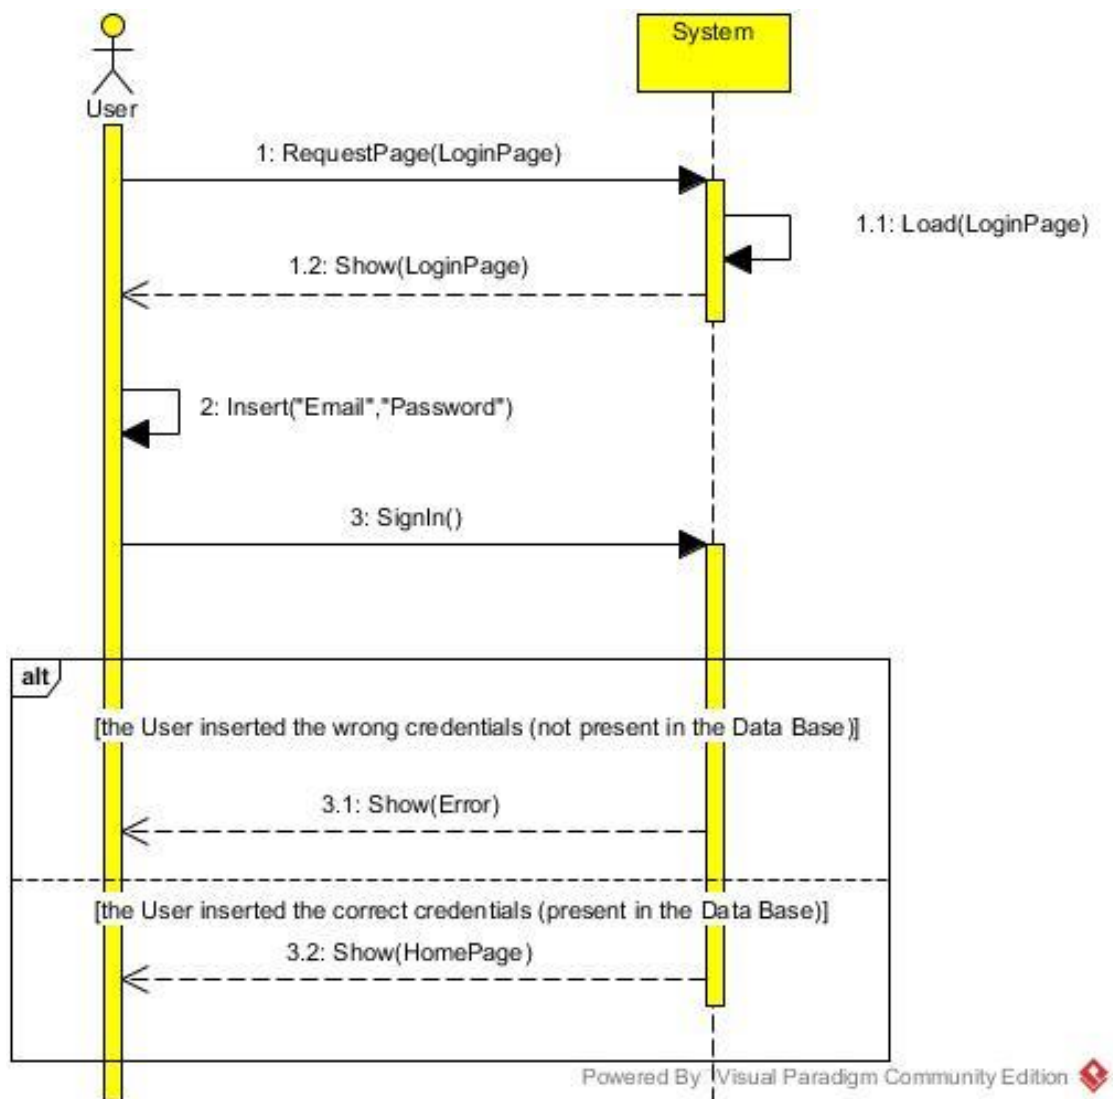 System
User
1: RequestPage(LoginPage)
1.1: Load(LoginPage)
1.2: Show(LoginPage)
2: Insert("Email","Password")
3: SignIn()
alt
[the User inserted the wrong credentials (not present in the Data Base)]
3.1: Show(Error)
[the User inserted the correct credentials (present in the Data Base)]
3.2: Show(HomePage)
Powered By Visual Paradigm Community Edition